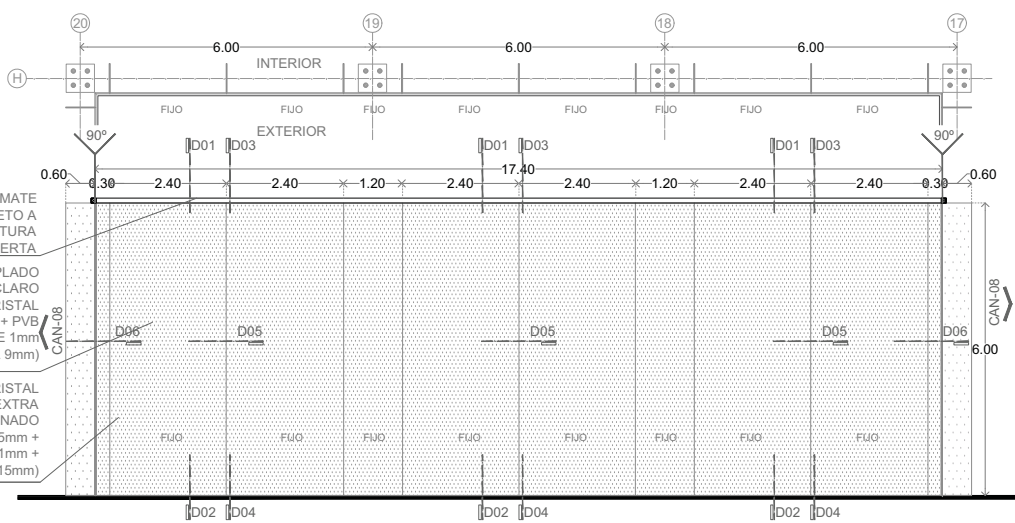 20 19 18 17
6.00 6.00 6.00
INTERIOR
H
FIJO FIJO FIJO FIJO FIJO FIJO FIJO FIJO
EXTERIOR
90º 90º
D01 D03 D01 D03 D01 D03
17.40
0.60 0.60
0.30 2.40 2.40 1.20 2.40 2.40 1.20 2.40 2.40 0.30
MATE
ETO A
TURA
ERTA
PLADO
CLARO
RISTAL
+ PVB
E 1mm
9mm)
CAN-08
D06 D05 D05 D05 D06
CAN-08
6.00
RISTAL
EXTRA
NADO
5mm +
1mm +
15mm)
FIJO FIJO FIJO FIJO FIJO FIJO FIJO FIJO
D02 D04 D02 D04 D02 D04